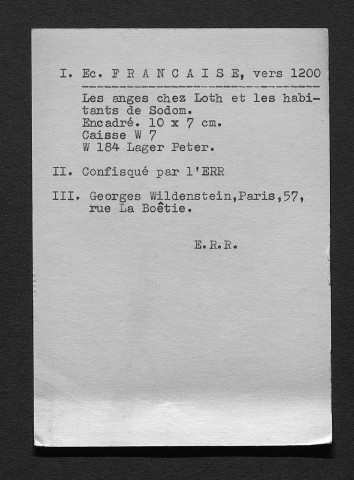 I. Ec. F R A N C A I S E, vers 1200
Les anges chez Loth et les habi-
tants de Sodom.
Encadré. 10 x 7 cm.
Caisse W 7
W 184 Lager Peter.
II. Confisqué par l'ERR
III. Georges Wildenstein,Paris,57,
rue La Boêtie.
E.R.R.